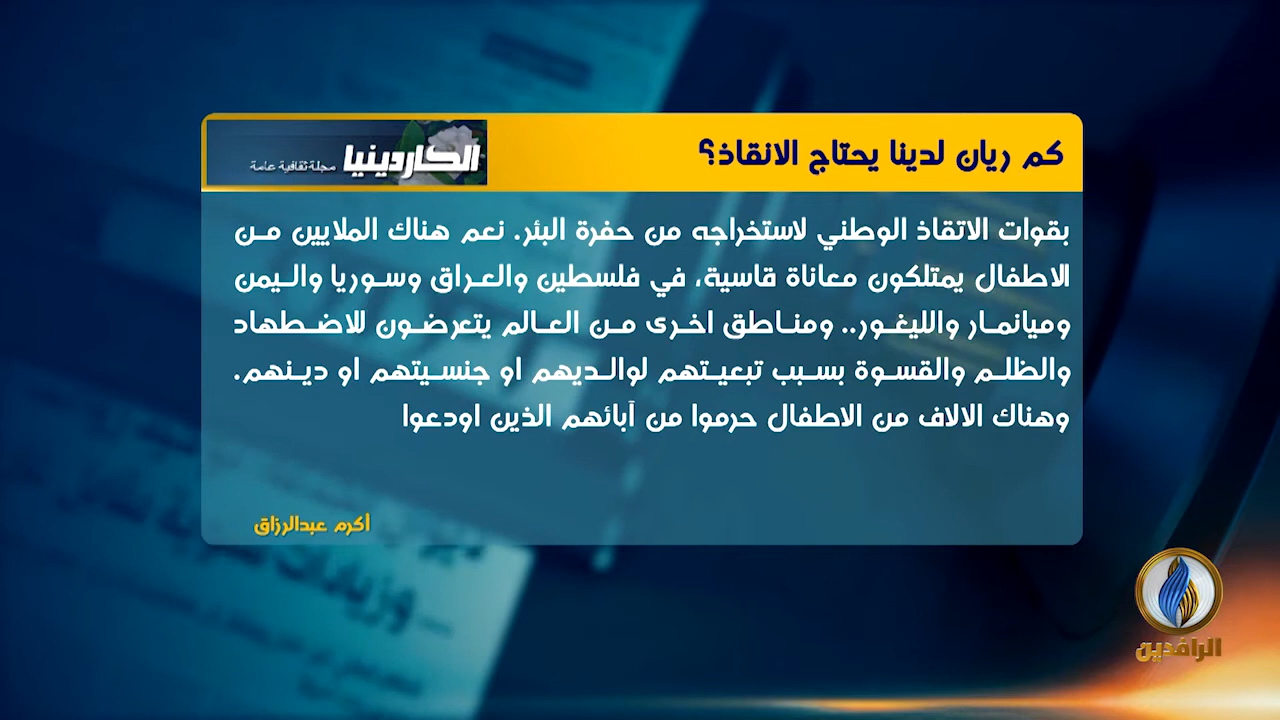 كم ريان لدينا يحتاج الانقاذ؟
الكاردينيا مجلة ثقافية عامة
بقوات الاتقاذ الوطني لاستخراجه من حفرة البئر. نعم هناك الملايين من
الاطفال يمتلكون معاناة قاسية، في فلسطين والعراق وسوريا واليمن
وميانمار والليغور.. ومناطق اخرى من العالم يتعرضون للاضطهاد
والظلم والقسوة بسبب تبعيتهم لوالديهم او جنسيتهم او دينهم.
وهناك الالاف من الاطفال حرموا من آبائهم الذين اودعوا
أكرم عبدالرزاق
الرافدين